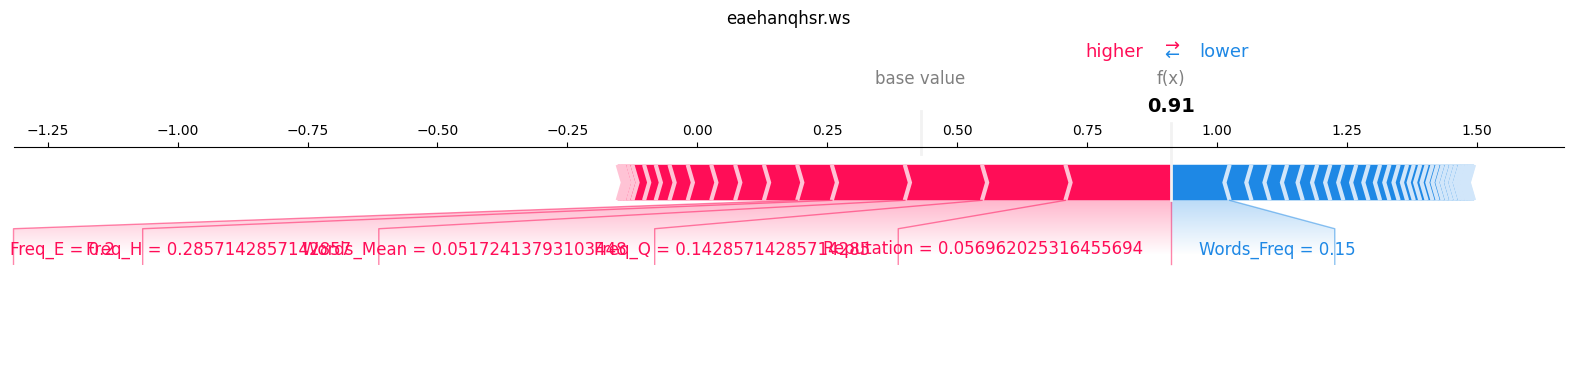 eaehanqhsr.ws
higher ⇄ lower
base value f(x)
0.91
−1.25 −1.00 −0.75 −0.50 −0.25 0.00 0.25 0.50 0.75 1.00 1.25 1.50
Freq_E = 0.2 Freq_H = 0.2857142857142857 Words_Mean = 0.05172413793103448 Freq_Q = 0.14285714285714285 Reputation = 0.056962025316455694 Words_Freq = 0.15